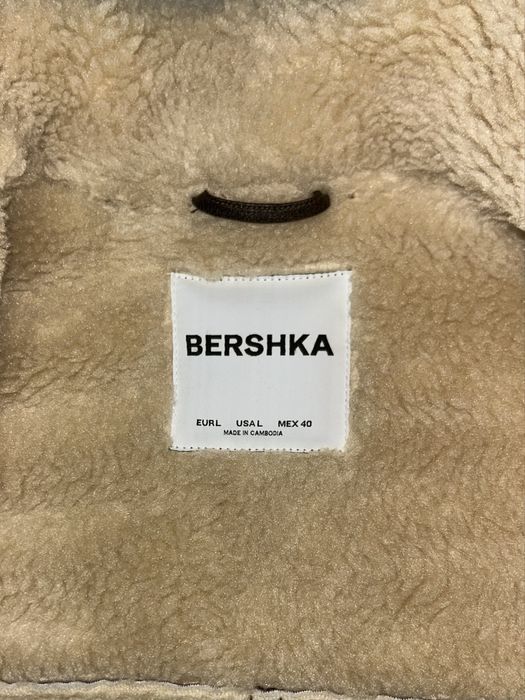 BERSHKA
EUR L USA L MEX 40
MADE IN CAMBODIA